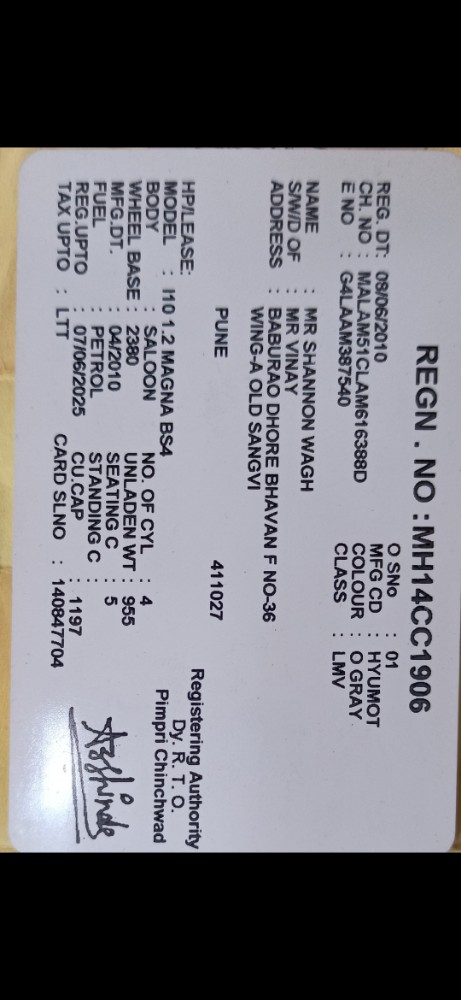 REGN . NO : MH14CC1906
REG. DT: 08/06/2010 O SNo : 01
CH. NO : MALAM51CLAM616388D MFG CD : HYUMOT
E NO : G4LAAM387540 COLOUR : O GRAY
CLASS : LMV
NAME : MR SHANNON WAGH
S/W/D OF : MR VINAY
ADDRESS : BABURAO DHORE BHAVAN F NO-36
WING-A OLD SANGVI
PUNE 411027
HP/LEASE:
MODEL : I10 1.2 MAGNA BS4
BODY : SALOON NO. OF CYL : 4
WHEEL BASE : 2380 UNLADEN WT : 955
MFG.DT. : 04/2010 SEATING C : 5
FUEL : PETROL STANDING C :
REG.UPTO : 07/06/2025 CU.CAP : 1197
TAX UPTO : LTT CARD SLNO : 140847704
Registering Authority
Dy. R. T. O.
Pimpri Chinchwad